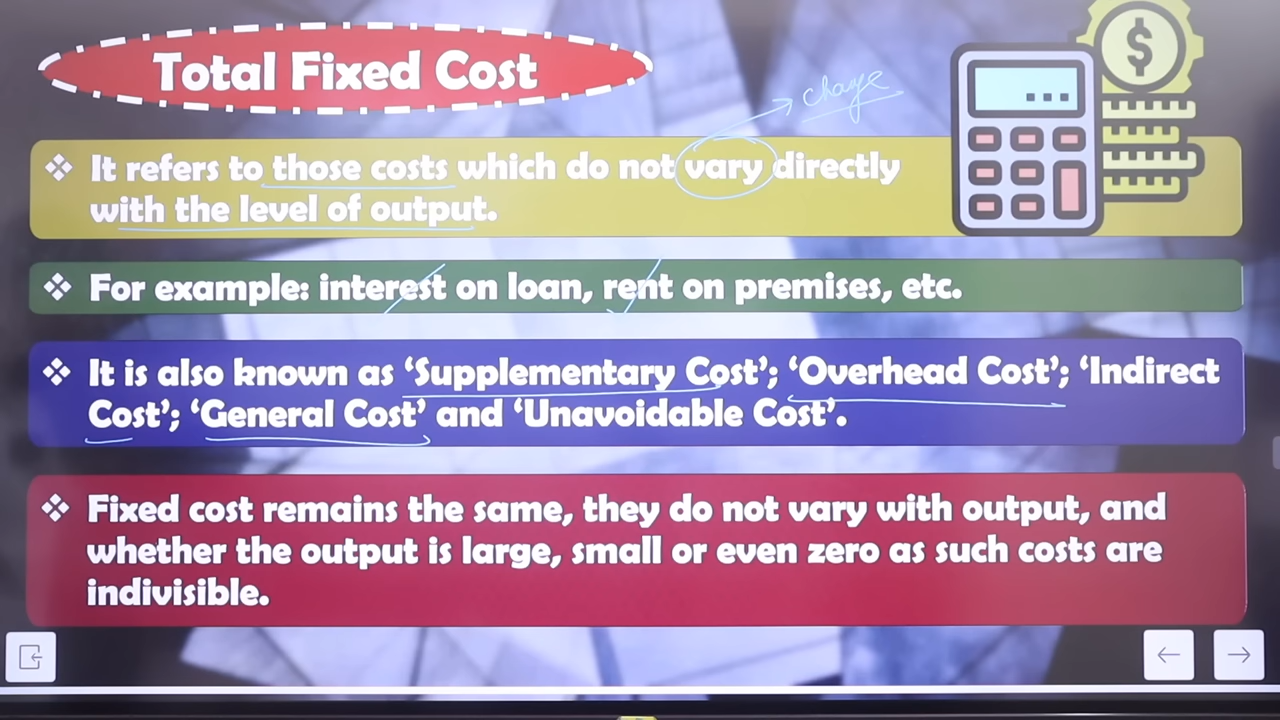 Total Fixed Cost
change
❖ It refers to those costs which do not vary directly
with the level of output.
❖ For example: interest on loan, rent on premises, etc.
❖ It is also known as ‘Supplementary Cost’; ‘Overhead Cost’; ‘Indirect
Cost’; ‘General Cost’ and ‘Unavoidable Cost’.
❖ Fixed cost remains the same, they do not vary with output, and
whether the output is large, small or even zero as such costs are
indivisible.